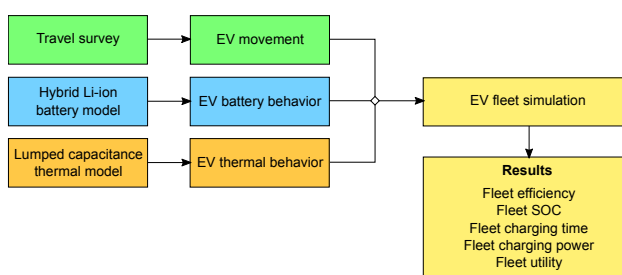 Travel survey
EV movement
Hybrid Li-ion
battery model
EV battery behavior
EV fleet simulation
Lumped capacitance
thermal model
EV thermal behavior
Results
Fleet efficiency
Fleet SOC
Fleet charging time
Fleet charging power
Fleet utility